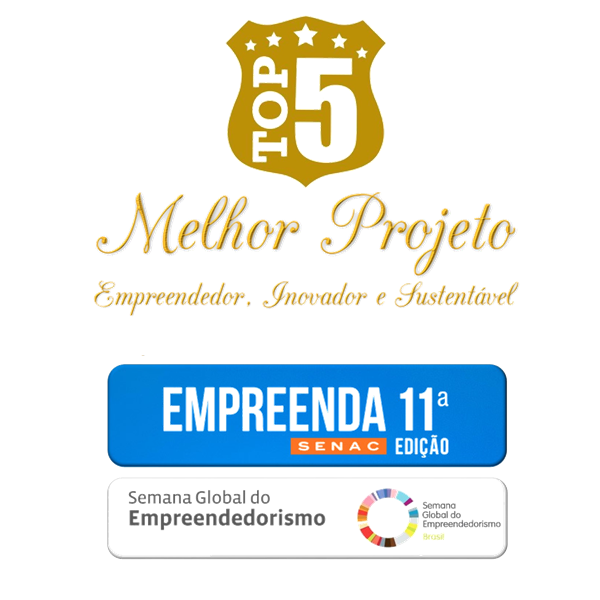 TOP 5
Melhor Projeto
Empreendedor, Inovador e Sustentável
EMPREENDA 11ª
SENAC EDIÇÃO
Semana Global do
Empreendedorismo
Semana
Global do
Empreendedorismo
Brasil